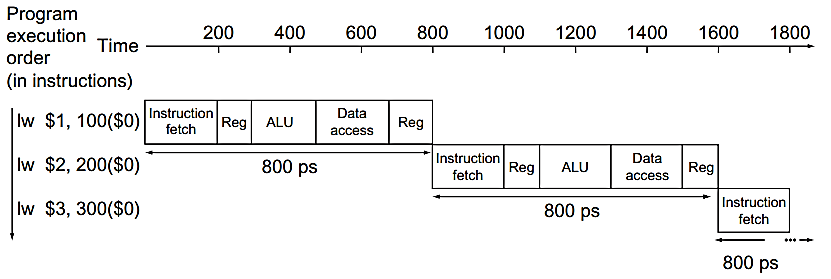 Program
execution
order
(in instructions)
Time
200 400 600 800 1000 1200 1400 1600 1800
lw $1, 100($0)
Instruction
fetch
Reg
ALU
Data
access
Reg
800 ps
lw $2, 200($0)
Instruction
fetch
Reg
ALU
Data
access
Reg
800 ps
lw $3, 300($0)
Instruction
fetch
800 ps